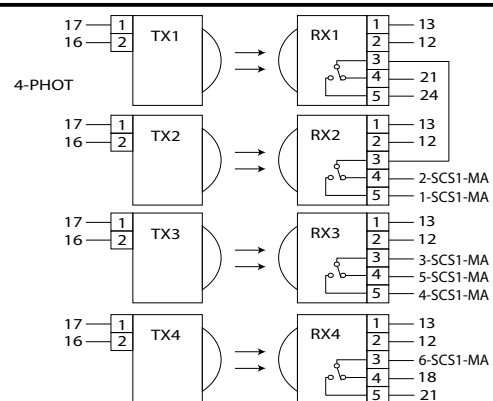 17 1 TX1 RX1 1 13
16 2 2 12
3
4-PHOT 4 21
5 24
17 1 TX2 RX2 1 13
16 2 2 12
3
4 2-SCS1-MA
5 1-SCS1-MA
17 1 TX3 RX3 1 13
16 2 2 12
3 3-SCS1-MA
4 5-SCS1-MA
5 4-SCS1-MA
17 1 TX4 RX4 1 13
16 2 2 12
3 6-SCS1-MA
4 18
5 21